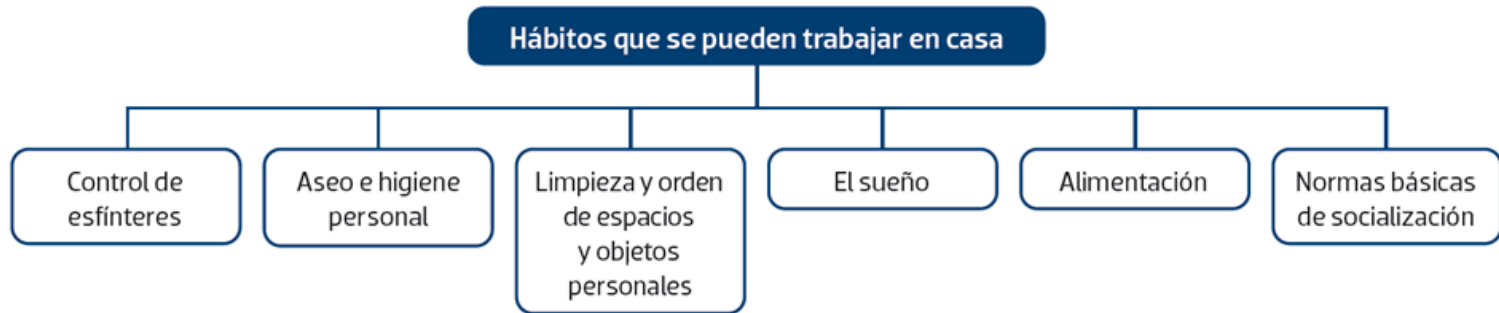 Hábitos que se pueden trabajar en casa
Control de
esfínteres
Aseo e higiene
personal
Limpieza y orden
de espacios
y objetos
personales
El sueño
Alimentación
Normas básicas
de socialización